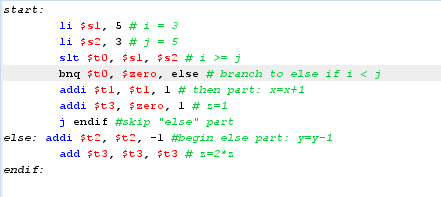 start:
li $s1, 5 # i = 3
li $s2, 3 # j = 5
slt $t0, $s1, $s2 # i >= j
bnq $t0, $zero, else # branch to else if i < j
addi $t1, $t1, 1 # then part: x=x+1
addi $t3, $zero, 1 # z=1
j endif #skip "else" part
else: addi $t2, $t2, -1 #begin else part: y=y-1
add $t3, $t3, $t3 # z=2*z
endif: